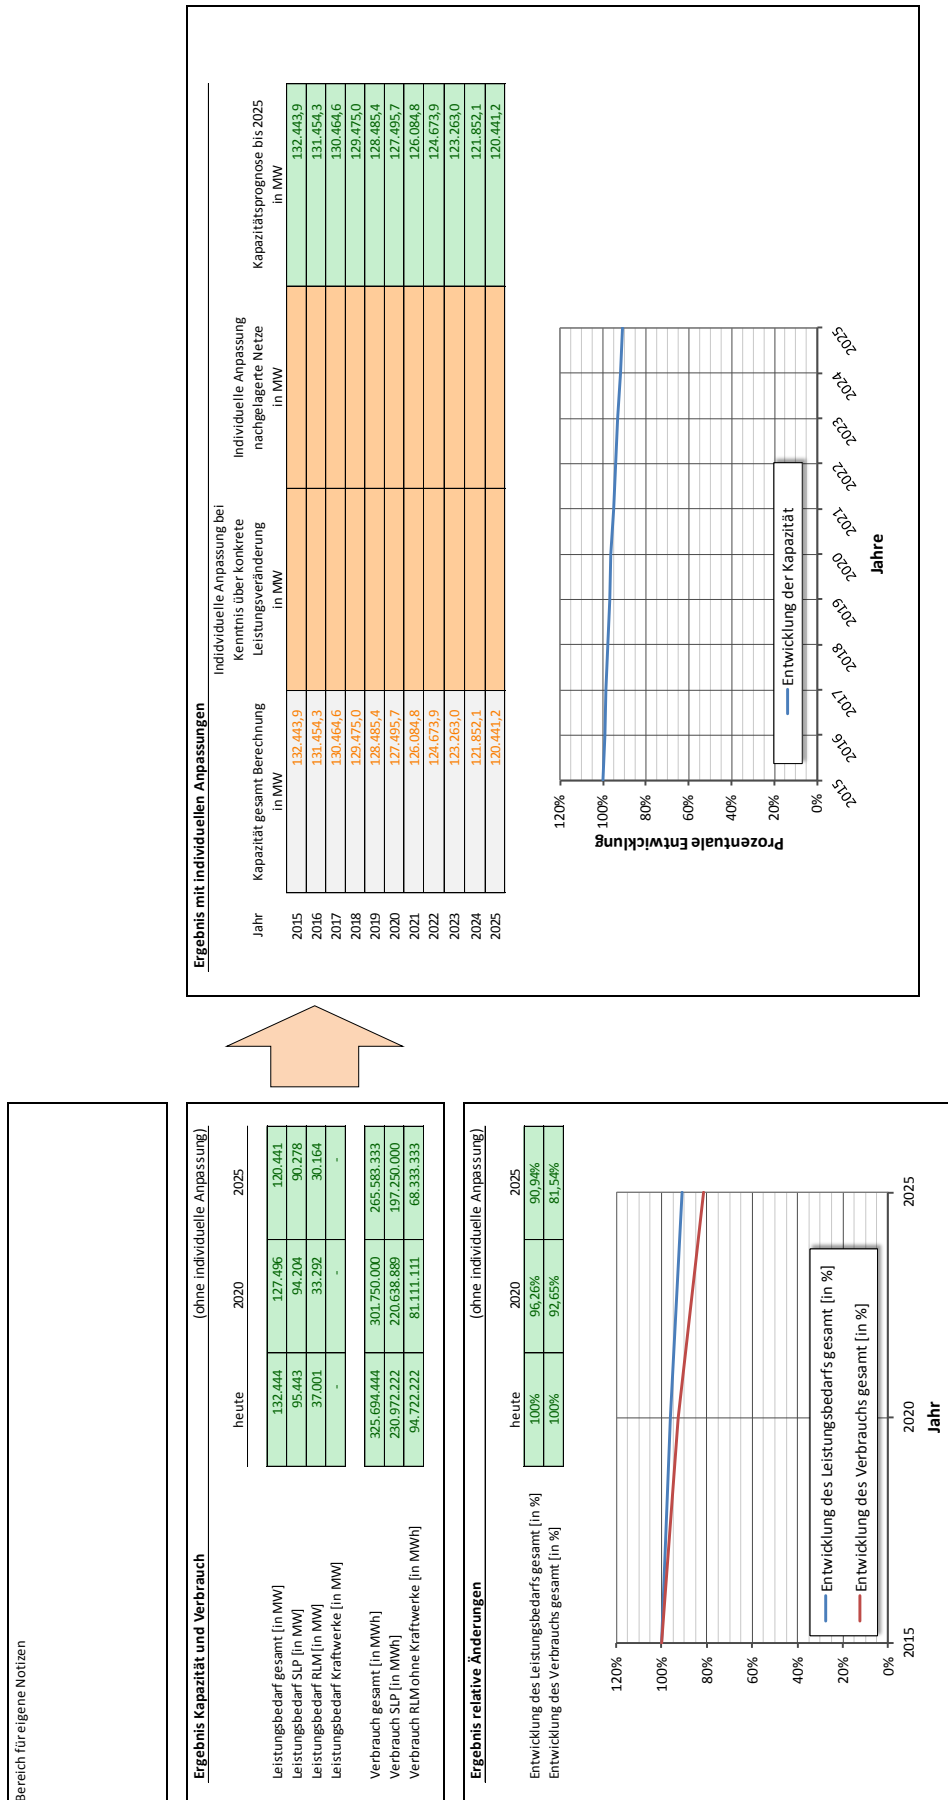 Bereich für eigene Notizen
Ergebnis Kapazität und Verbrauch (ohne individuelle Anpassung)
heute 2020 2025
Leistungsbedarf gesamt [in MW] 132.444 127.496 120.441
Leistungsbedarf SLP [in MW] 95.443 94.204 90.278
Leistungsbedarf RLM [in MW] 37.001 33.292 30.164
Leistungsbedarf Kraftwerke [in MW] - - -
Verbrauch gesamt [in MWh] 325.694.444 301.750.000 265.583.333
Verbrauch SLP [in MWh] 230.972.222 220.638.889 197.250.000
Verbrauch RLM ohne Kraftwerke [in MWh] 94.722.222 81.111.111 68.333.333
Ergebnis relative Änderungen (ohne individuelle Anpassung)
heute 2020 2025
Entwicklung des Leistungsbedarfs gesamt [in %] 100% 96,26% 90,94%
Entwicklung des Verbrauchs gesamt [in %] 100% 92,65% 81,54%
120%
100%
80%
60%
40%
20%
0%
Entwicklung des Leistungsbedarfs gesamt [in %]
Entwicklung des Verbrauchs gesamt [in %]
2015 2020 2025
Jahr
Ergebnis mit individuellen Anpassungen
Jahr
Kapazität gesamt Berechnung
in MW
Indidviduelle Anpassung bei
Kenntnis über konkrete
Leistungsveränderung
in MW
Individuelle Anpassung
nachgelagerte Netze
in MW
Kapazitätsprognose bis 2025
in MW
2015 132.443,9 132.443,9
2016 131.454,3 131.454,3
2017 130.464,6 130.464,6
2018 129.475,0 129.475,0
2019 128.485,4 128.485,4
2020 127.495,7 127.495,7
2021 126.084,8 126.084,8
2022 124.673,9 124.673,9
2023 123.263,0 123.263,0
2024 121.852,1 121.852,1
2025 120.441,2 120.441,2
Prozentuale Entwicklung
120%
100%
80%
60%
40%
20%
0%
Entwicklung der Kapazität
2015 2016 2017 2018 2019 2020 2021 2022 2023 2024 2025
Jahre